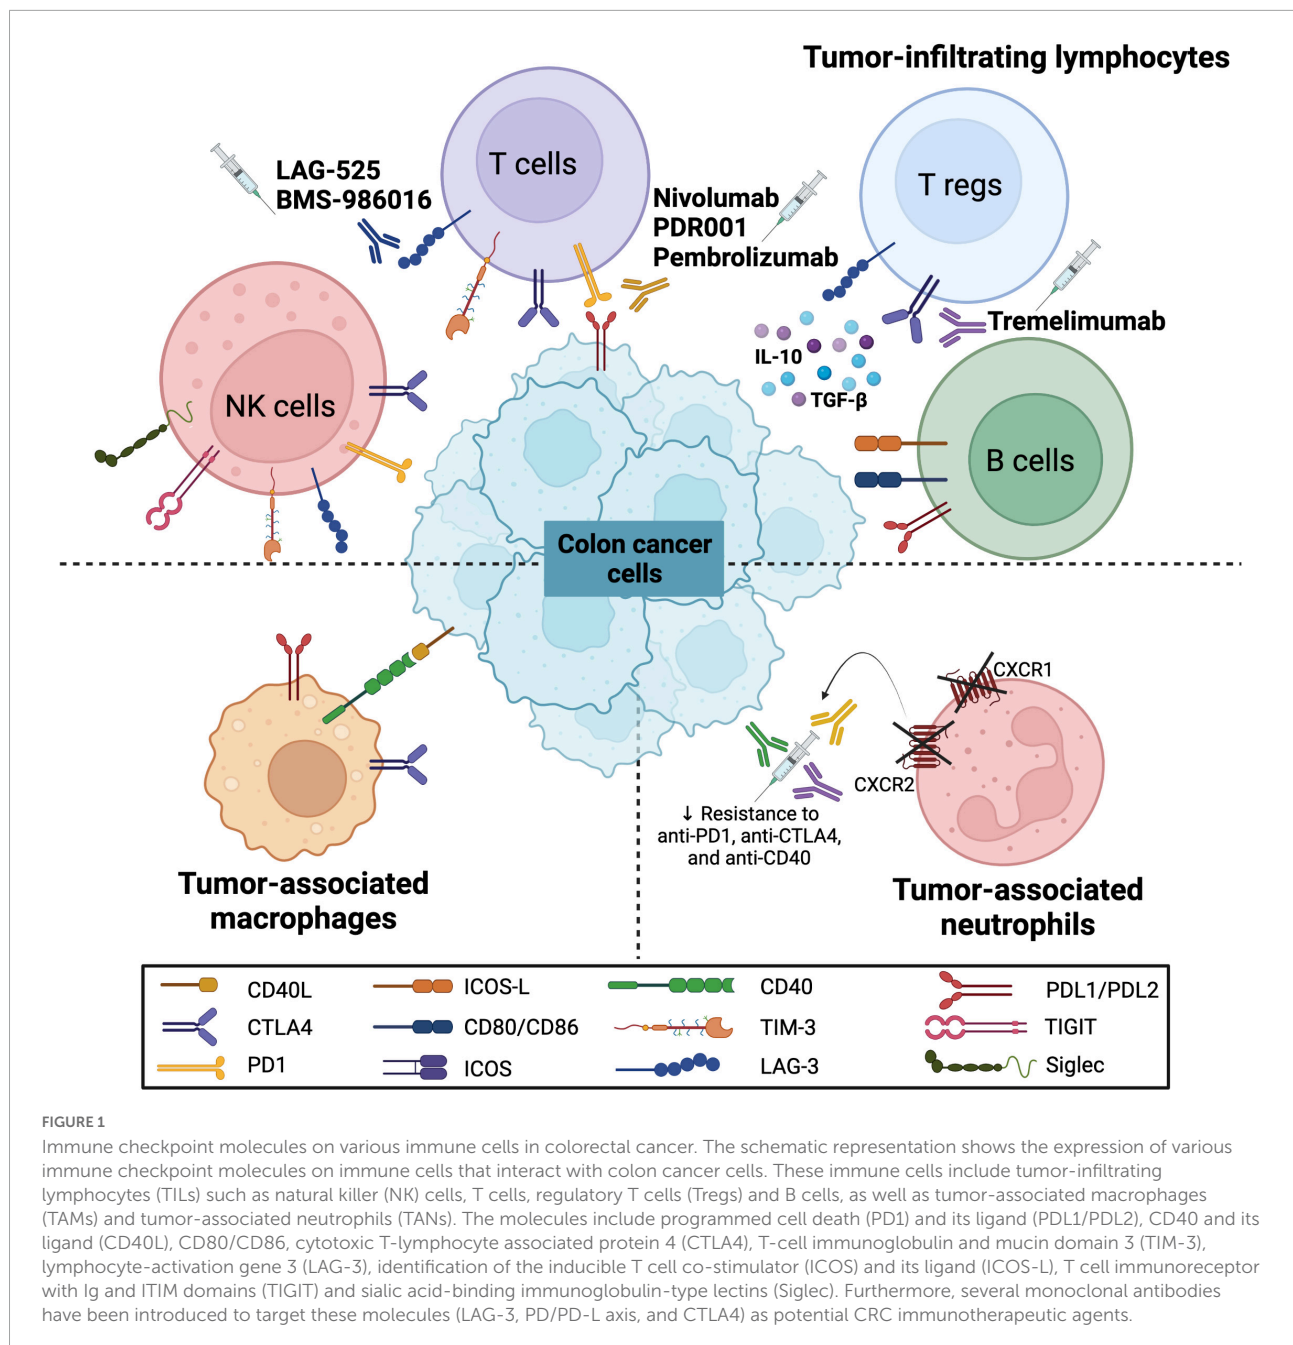 Tumor-infiltrating lymphocytes
T cells
LAG-525
BMS-986016
Nivolumab
PDR001
Pembrolizumab
T regs
Tremelimumab
IL-10
TGF-β
NK cells
B cells
Colon cancer
cells
CXCR1
CXCR2
↓ Resistance to
anti-PD1, anti-CTLA4,
and anti-CD40
Tumor-associated
macrophages
Tumor-associated
neutrophils
CD40L
ICOS-L
CD40
PDL1/PDL2
CTLA4
CD80/CD86
TIM-3
TIGIT
PD1
ICOS
LAG-3
Siglec
FIGURE 1
Immune checkpoint molecules on various immune cells in colorectal cancer. The schematic representation shows the expression of various
immune checkpoint molecules on immune cells that interact with colon cancer cells. These immune cells include tumor-infiltrating
lymphocytes (TILs) such as natural killer (NK) cells, T cells, regulatory T cells (Tregs) and B cells, as well as tumor-associated macrophages
(TAMs) and tumor-associated neutrophils (TANs). The molecules include programmed cell death (PD1) and its ligand (PDL1/PDL2), CD40 and its
ligand (CD40L), CD80/CD86, cytotoxic T-lymphocyte associated protein 4 (CTLA4), T-cell immunoglobulin and mucin domain 3 (TIM-3),
lymphocyte-activation gene 3 (LAG-3), identification of the inducible T cell co-stimulator (ICOS) and its ligand (ICOS-L), T cell immunoreceptor
with Ig and ITIM domains (TIGIT) and sialic acid-binding immunoglobulin-type lectins (Siglec). Furthermore, several monoclonal antibodies
have been introduced to target these molecules (LAG-3, PD/PD-L axis, and CTLA4) as potential CRC immunotherapeutic agents.